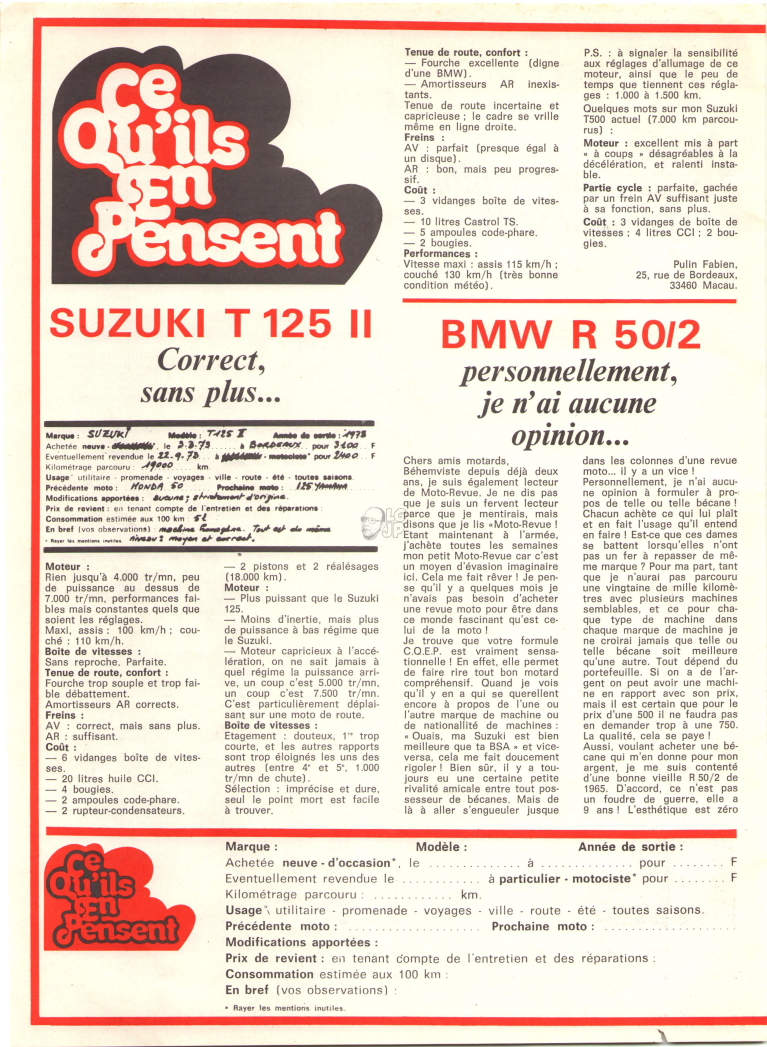 ce
Qu'ils
en
Pensent
SUZUKI T 125 II
Correct,
sans plus...
Marque : SUZUKI Modèle : T125 II Année de sortie : 1973
Achetée neuve, le 3.3.73 à BORDEAUX pour 3100 F
Eventuellement revendue le 22.9.73 à motociste* pour 2400 F
Kilométrage parcouru : 19000 km.
Usage* utilitaire - promenade - voyages - ville - route - été - toutes saisons.
Précédente moto : HONDA 50 Prochaine moto : 125 YAMAHA
Modifications apportées : aucune ; strictement d'origine.
Prix de revient : en tenant compte de l'entretien et des réparations :
Consommation estimée aux 100 km : 5l
En bref (vos observations) : machine homogène. Tout est du même
* Rayer les mentions inutiles. niveau : moyen et correct.
Moteur :
Rien jusqu'à 4.000 tr/mn, peu
de puissance au dessus de
7.000 tr/mn, performances fai-
bles mais constantes quels que
soient les réglages.
Maxi, assis : 100 km/h ; cou-
ché : 110 km/h.
Boite de vitesses :
Sans reproche. Parfaite.
Tenue de route, confort :
Fourche trop souple et trop fai-
ble débattement.
Amortisseurs AR corrects.
Freins :
AV : correct, mais sans plus.
AR : suffisant.
Coût :
— 6 vidanges boîte de vites-
ses.
— 20 litres huile CCI.
— 4 bougies.
— 2 ampoules code-phare.
— 2 rupteur-condensateurs.
— 2 pistons et 2 réalésages
(18.000 km).
Moteur :
— Plus puissant que le Suzuki
125.
— Moins d'inertie, mais plus
de puissance à bas régime que
le Suzuki.
— Moteur capricieux à l'accé-
lération, on ne sait jamais à
quel régime la puissance arri-
ve, un coup c'est 5.000 tr/mn,
un coup c'est 7.500 tr/mn.
C'est particulièrement déplai-
sant sur une moto de route.
Boîte de vitesses :
Etagement : douteux, 1re trop
courte, et les autres rapports
sont trop éloignés les uns des
autres (entre 4e et 5e, 1.000
tr/mn de chute).
Sélection : imprécise et dure,
seul le point mort est facile
à trouver.
Tenue de route, confort :
— Fourche excellente (digne
d'une BMW).
— Amortisseurs AR inexis-
tants.
Tenue de route incertaine et
capricieuse ; le cadre se vrille
même en ligne droite.
Freins :
AV : parfait (presque égal à
un disque).
AR : bon, mais peu progres-
sif.
Coût :
— 3 vidanges boîte de vites-
ses.
— 10 litres Castrol TS.
— 5 ampoules code-phare.
— 2 bougies.
Performances :
Vitesse maxi : assis 115 km/h ;
couché 130 km/h (très bonne
condition météo).
P.S. : à signaler la sensibilité
aux réglages d'allumage de ce
moteur, ainsi que le peu de
temps que tiennent ces régla-
ges : 1.000 à 1.500 km.
Quelques mots sur mon Suzuki
T500 actuel (7.000 km parcou-
rus) :
Moteur : excellent mis à part
« à coups » désagréables à la
décélération, et ralenti insta-
ble.
Partie cycle : parfaite, gachée
par un frein AV suffisant juste
à sa fonction, sans plus.
Coût : 3 vidanges de boîte de
vitesses ; 4 litres CCI ; 2 bou-
gies.
Pulin Fabien,
25, rue de Bordeaux,
33460 Macau.
BMW R 50/2
personnellement,
je n'ai aucune
opinion...
Chers amis motards,
Béhemviste depuis déjà deux
ans, je suis également lecteur
de Moto-Revue. Je ne dis pas
que je suis un fervent lecteur
parce que je mentirais, mais
disons que je lis «Moto-Revue !
Etant maintenant à l'armée,
j'achète toutes les semaines
mon petit Moto-Revue car c'est
un moyen d'évasion imaginaire
ici. Cela me fait rêver ! Je pen-
se qu'il y a quelques mois je
n'avais pas besoin d'acheter
une revue moto pour être dans
ce monde fascinant qu'est ce-
lui de la moto !
Je trouve que votre formule
C.Q.E.P. est vraiment sensa-
tionnelle ! En effet, elle permet
de faire rire tout bon motard
compréhensif. Quand je vois
qu'il y en a qui se querellent
encore à propos de l'une ou
l'autre marque de machine ou
de nationalité de machines :
« Ouais, ma Suzuki est bien
meilleure que ta BSA » et vice-
versa, cela me fait doucement
rigoler ! Bien sûr, il y a tou-
jours eu une certaine petite
rivalité amicale entre tout pos-
sesseur de bécanes. Mais de
là à aller s'engueuler jusque
dans les colonnes d'une revue
moto... il y a un vice !
Personnellement, je n'ai aucu-
ne opinion à formuler à pro-
pos de telle ou telle bécane !
Chacun achète ce qui lui plaît
et en fait l'usage qu'il entend
en faire ! Est-ce que ces dames
se battent lorsqu'elles n'ont
pas un fer à repasser de mê-
me marque ? Pour ma part, tant
que je n'aurai pas parcouru
une vingtaine de mille kilomè-
tres avec plusieurs machines
semblables, et ce pour cha-
que type de machine dans
chaque marque de machine je
ne croirai jamais que telle ou
telle bécane soit meilleure
qu'une autre. Tout dépend du
portefeuille. Si on a de l'ar-
gent on peut avoir une machi-
ne en rapport avec son prix,
mais il est certain que pour le
prix d'une 500 il ne faudra pas
en demander trop à une 750.
La qualité, cela se paye !
Aussi, voulant acheter une bé-
cane qui m'en donne pour mon
argent, je me suis contenté
d'une bonne vieille R 50/2 de
1965. D'accord, ce n'est pas
un foudre de guerre, elle a
9 ans ! L'esthétique est zéro
ce
Qu'ils
en
Pensent
Marque : Modèle : Année de sortie :
Achetée neuve - d'occasion*, le ............. à ............. pour ........ F
Eventuellement revendue le ........... à particulier - motociste* pour ........ F
Kilométrage parcouru : ............ km.
Usage* utilitaire - promenade - voyages - ville - route - été - toutes saisons.
Précédente moto : .................... Prochaine moto : ....................
Modifications apportées :
Prix de revient : en tenant compte de l'entretien et des réparations :
Consommation estimée aux 100 km :
En bref (vos observations) :
* Rayer les mentions inutiles.